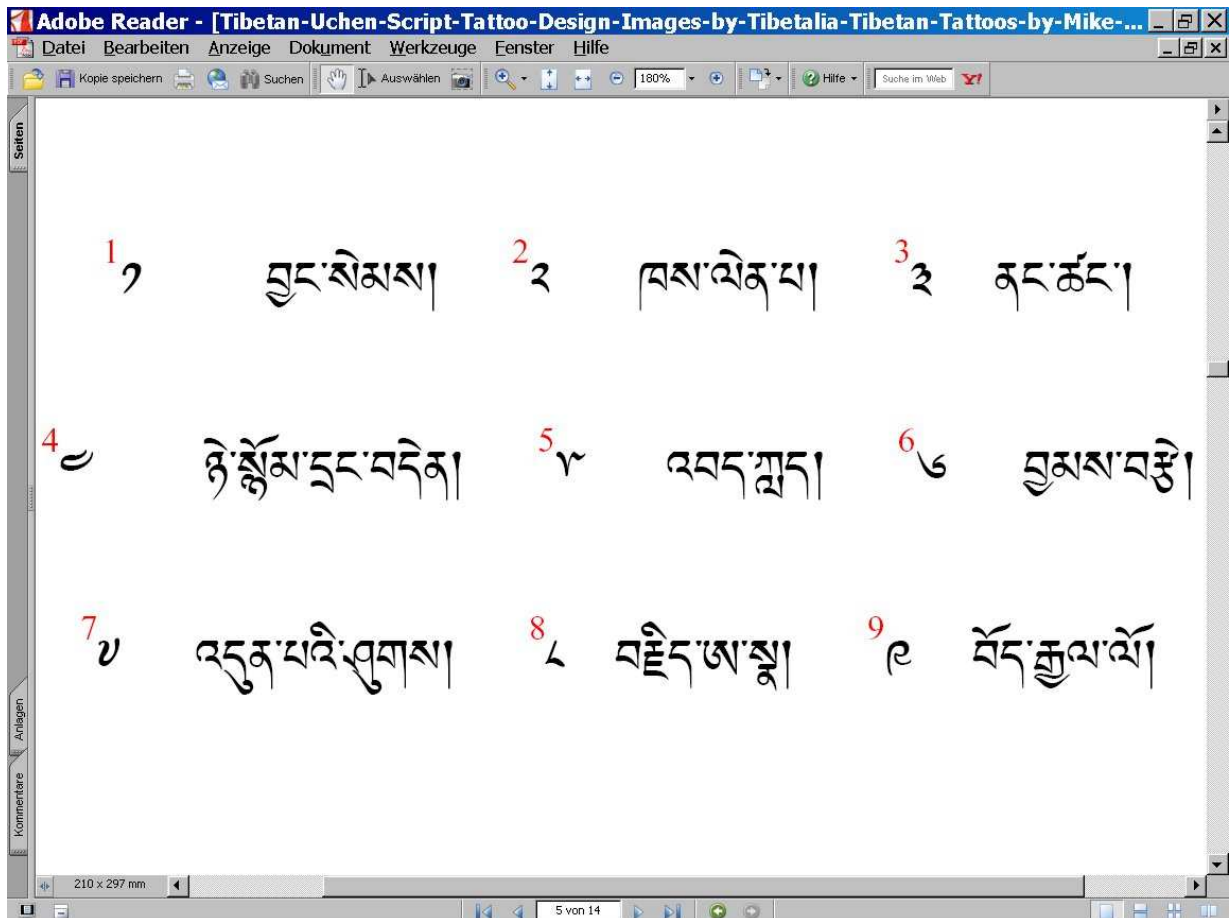 Adobe Reader - [Tibetan-Uchen-Script-Tattoo-Design-Images-by-Tibetalia-Tibetan-Tattoos-by-Mike-...
Datei Bearbeiten Anzeige Dokument Werkzeuge Fenster Hilfe
Kopie speichern Suchen Auswählen 180% Hilfe Suche im Web Y!
Seiten
1 ༡ བྱང་སེམས། 2 ༢ ཁས་ལེན་པ། 3 ༣ ནང་ཚང་།
4 ༤ ཉེ་སྙོམ་དྲང་བདེན། 5 ༥ འབད་ཀླད། 6 ༦ བྱམས་བརྩེ།
7 ༧ འདུན་པའི་ཤུགས། 8 ༨ བརྗིད་ཨ་སྣ། 9 ༩ བོད་རྒྱལ་ལོ།
Anlagen
Kommentare
210 x 297 mm
5 von 14